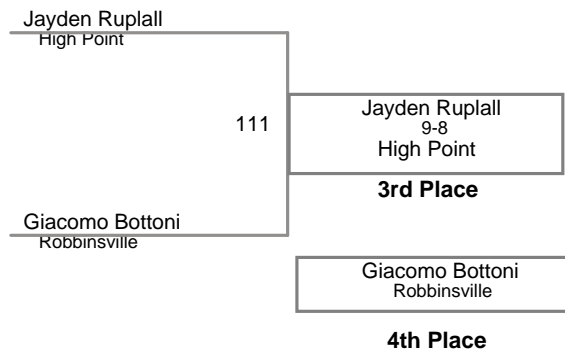 Jayden Ruplall
High Point
111
Jayden Ruplall
9-8
High Point
3rd Place
Giacomo Bottoni
Robbinsville
Giacomo Bottoni
Robbinsville
4th Place